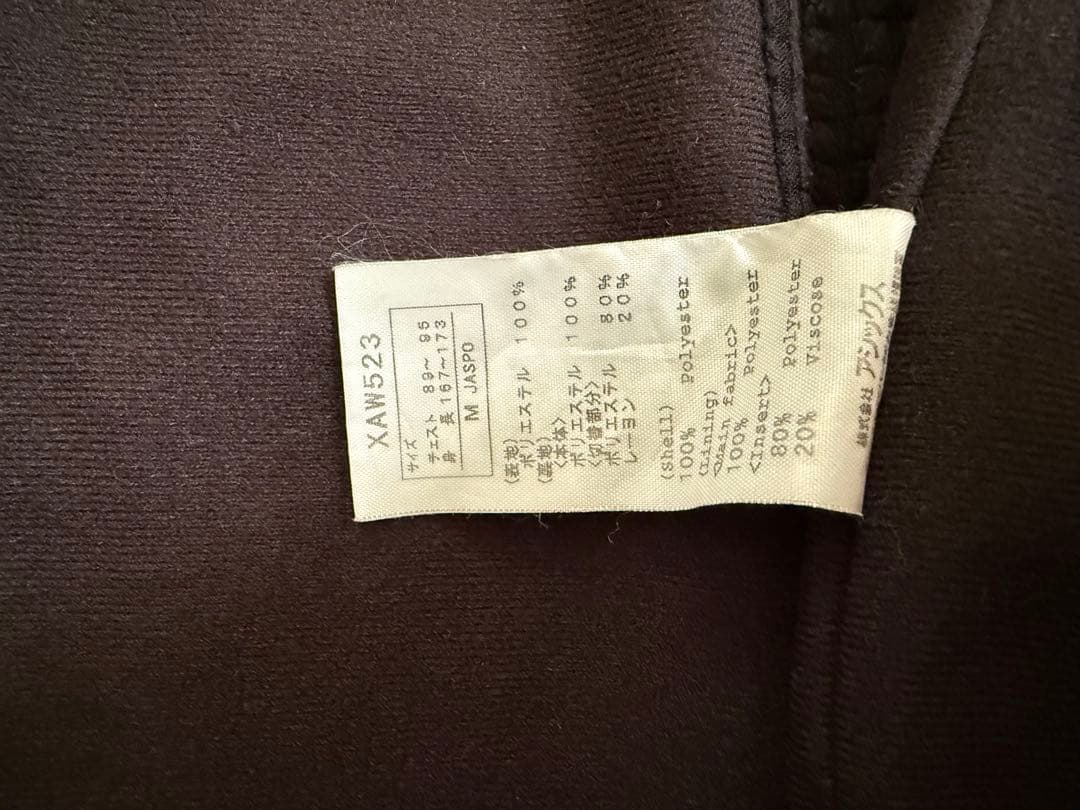 XAW523
サイズ
チェスト 89～ 95
身　長 167～173
M JASPO
(表地)
ポリエステル 100%
(裏地)
<本体>
ポリエステル 100%
<切替部分>
ポリエステル 80%
レーヨン 20%
(Shell)
100% Polyester
(Lining)
<Main fabric>
100% Polyester
<Insert>
80% Polyester
20% Viscose
株式会社 アシックス